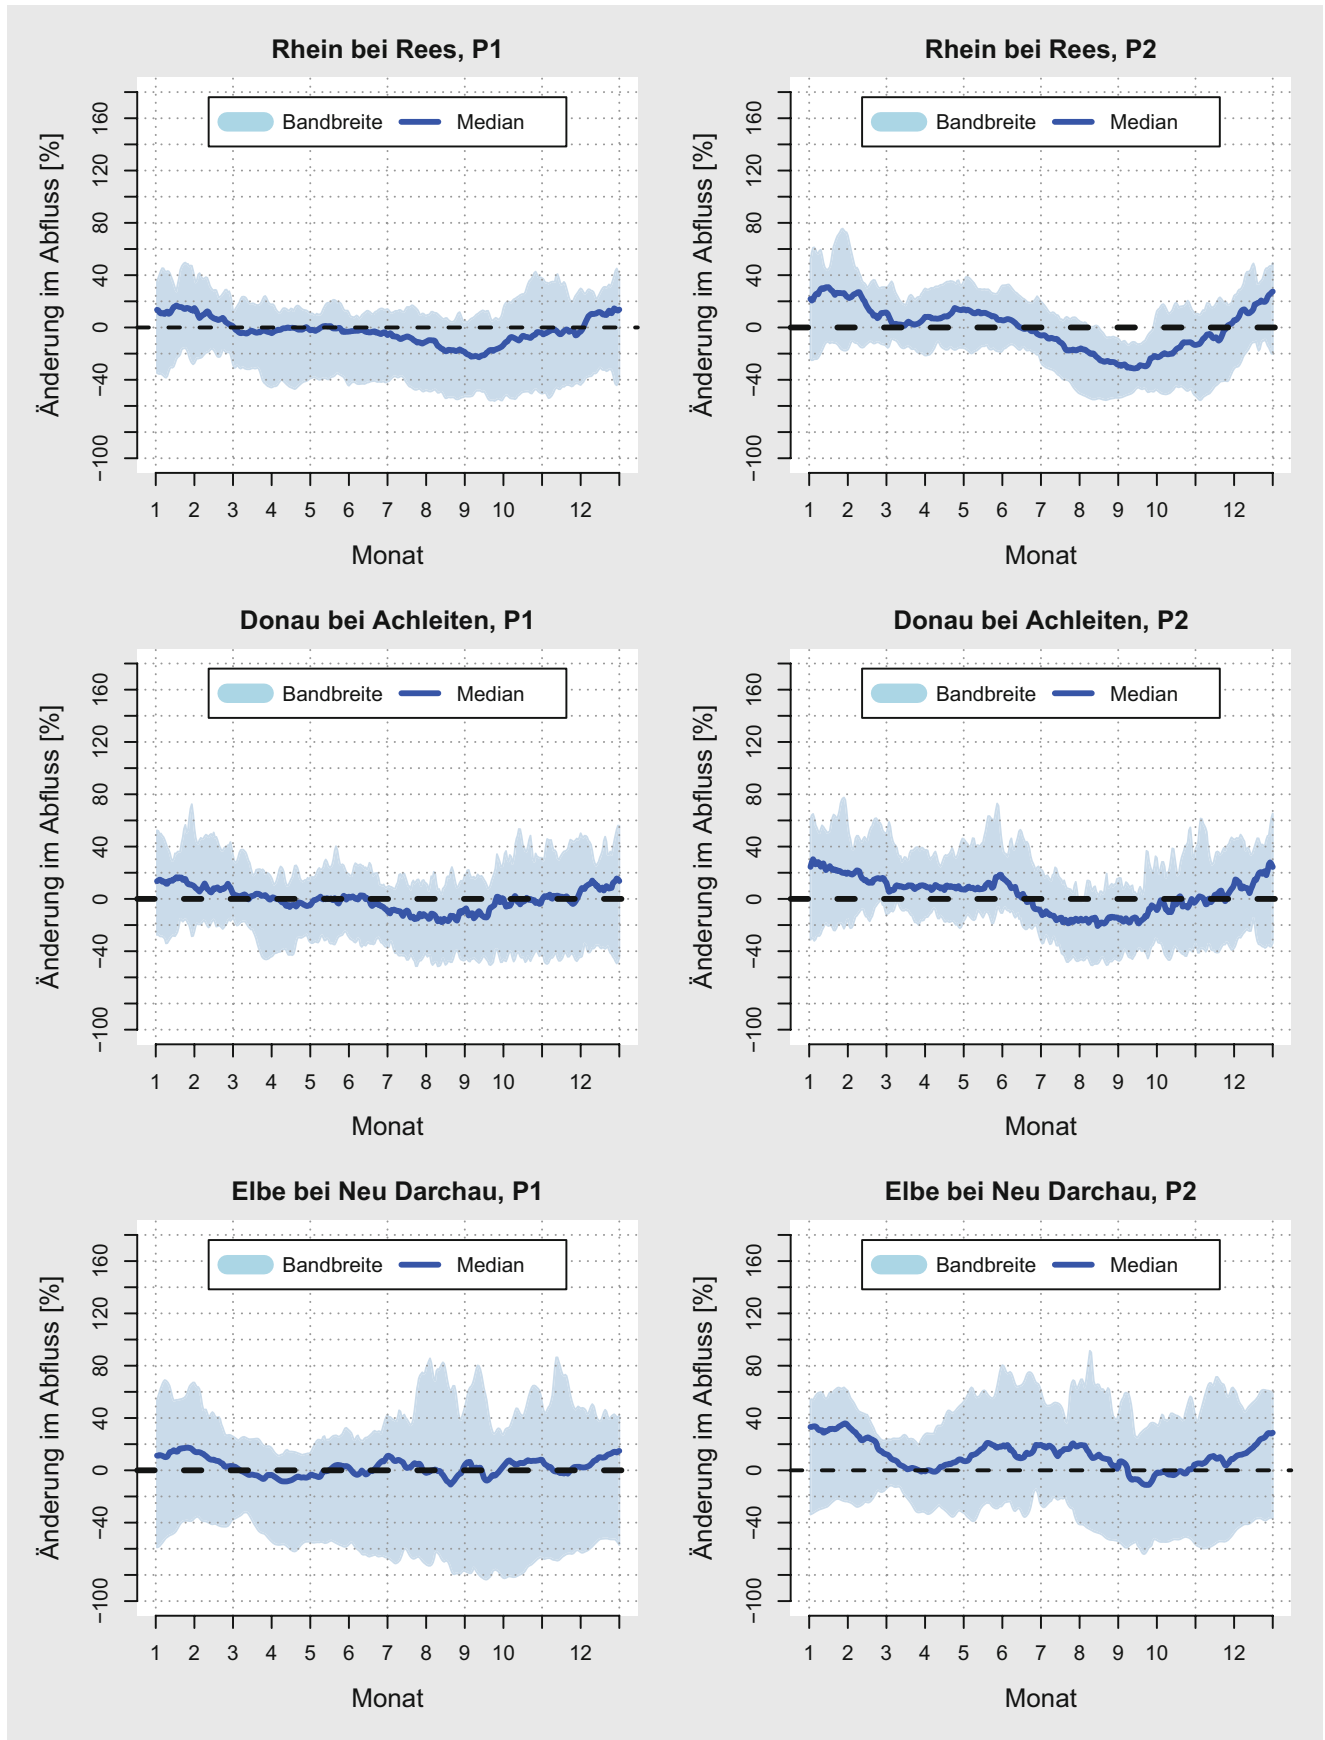 Rhein bei Rees, P1
Änderung im Abfluss [%]
160
120
80
40
0
−40
−100
Bandbreite Median
1 2 3 4 5 6 7 8 9 10 12
Monat
Rhein bei Rees, P2
Änderung im Abfluss [%]
160
120
80
40
0
−40
−100
Bandbreite Median
1 2 3 4 5 6 7 8 9 10 12
Monat
Donau bei Achleiten, P1
Änderung im Abfluss [%]
160
120
80
40
0
−40
−100
Bandbreite Median
1 2 3 4 5 6 7 8 9 10 12
Monat
Donau bei Achleiten, P2
Änderung im Abfluss [%]
160
120
80
40
0
−40
−100
Bandbreite Median
1 2 3 4 5 6 7 8 9 10 12
Monat
Elbe bei Neu Darchau, P1
Änderung im Abfluss [%]
160
120
80
40
0
−40
−100
Bandbreite Median
1 2 3 4 5 6 7 8 9 10 12
Monat
Elbe bei Neu Darchau, P2
Änderung im Abfluss [%]
160
120
80
40
0
−40
−100
Bandbreite Median
1 2 3 4 5 6 7 8 9 10 12
Monat